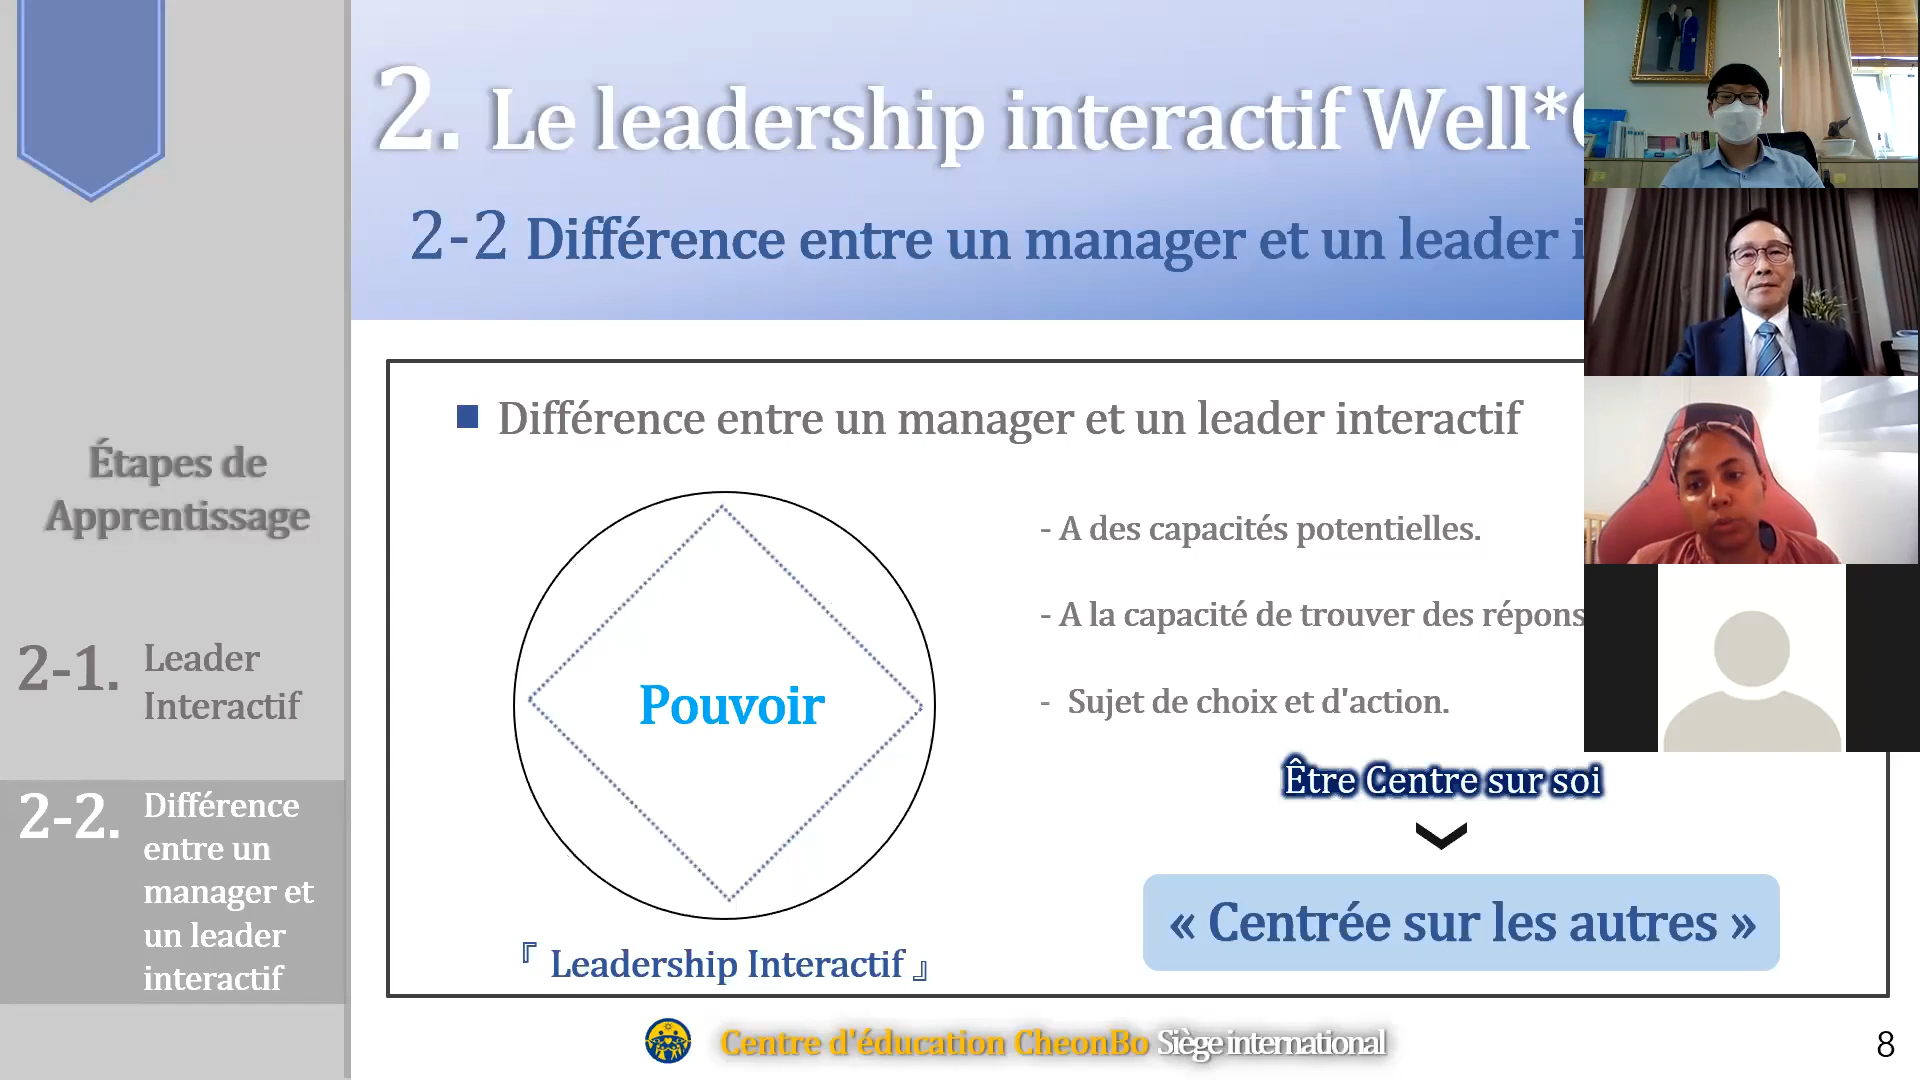 2. Le leadership interactif Well*
2-2 Différence entre un manager et un leader
Étapes de
Apprentissage
2-1. Leader
Interactif
2-2. Différence
entre un
manager et
un leader
interactif
Différence entre un manager et un leader interactif
- A des capacités potentielles.
- A la capacité de trouver des répons
- Sujet de choix et d'action.
Pouvoir
『 Leadership Interactif 』
Être Centre sur soi
« Centrée sur les autres »
Centre d'éducation CheonBo Siège international
8